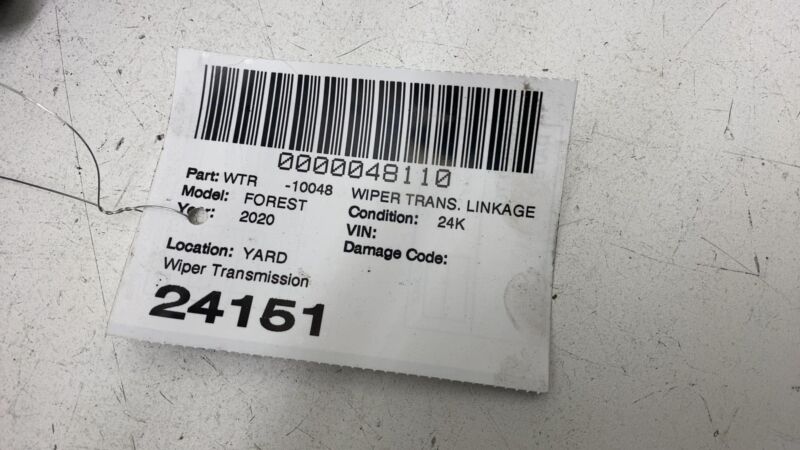 0000048110
Part: WTR -10048 WIPER TRANS. LINKAGE
Model: FOREST Condition: 24K
Year: 2020 VIN:
Damage Code:
Location: YARD
Wiper Transmission
24151